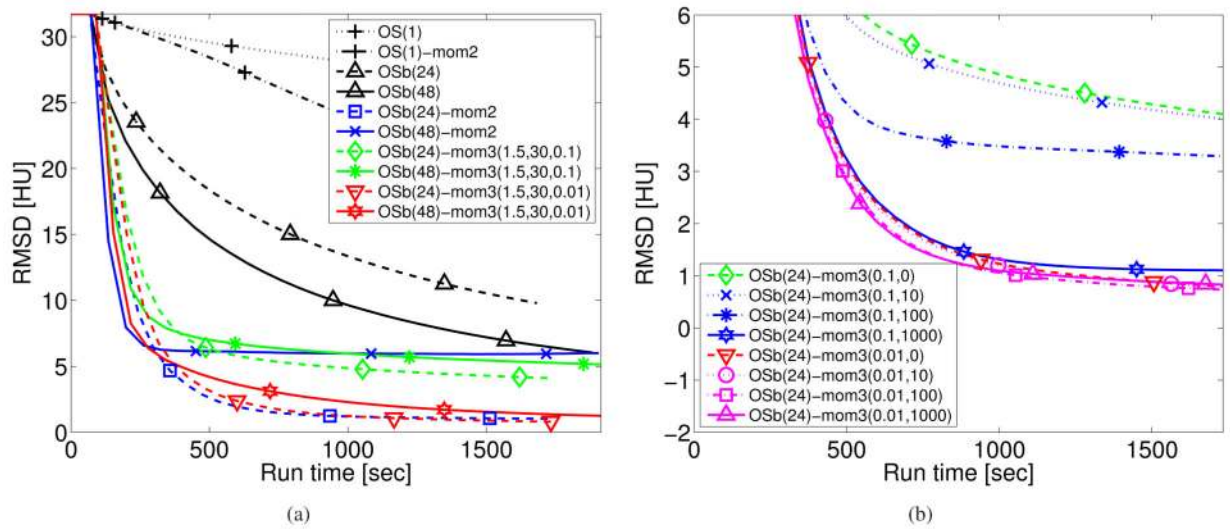 30
25
20
15
10
5
0
RMSD [HU]
0
500
1000
1500
Run time [sec]
OS(1)
OS(1)−mom2
OSb(24)
OSb(48)
OSb(24)−mom2
OSb(48)−mom2
OSb(24)−mom3(1.5,30,0.1)
OSb(48)−mom3(1.5,30,0.1)
OSb(24)−mom3(1.5,30,0.01)
OSb(48)−mom3(1.5,30,0.01)
(a)
6
5
4
3
2
1
0
−1
−2
RMSD [HU]
0
500
1000
1500
Run time [sec]
OSb(24)−mom3(0.1,0)
OSb(24)−mom3(0.1,10)
OSb(24)−mom3(0.1,100)
OSb(24)−mom3(0.1,1000)
OSb(24)−mom3(0.01,0)
OSb(24)−mom3(0.01,10)
OSb(24)−mom3(0.01,100)
OSb(24)−mom3(0.01,1000)
(b)